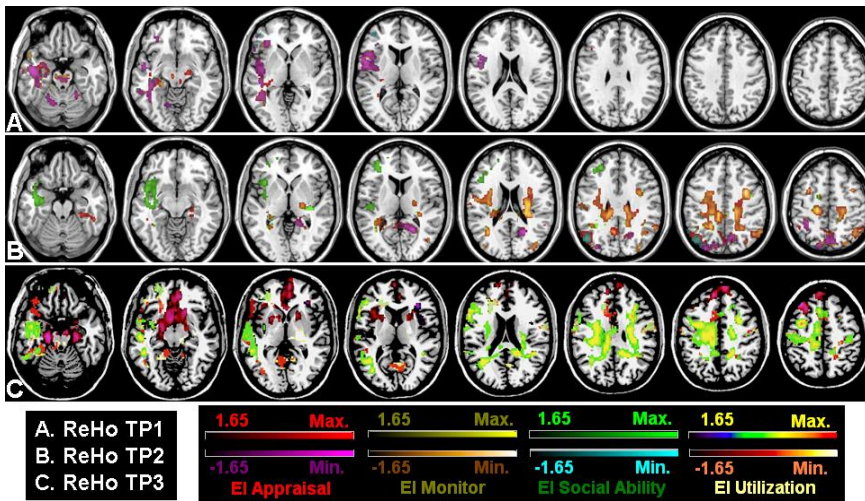 A
B
C
A. ReHo TP1
B. ReHo TP2
C. ReHo TP3
1.65 Max. 1.65 Max. 1.65 Max. 1.65 Max.
-1.65 Min. -1.65 Min. -1.65 Min. -1.65 Min.
EI Appraisal EI Monitor EI Social Ability EI Utilization